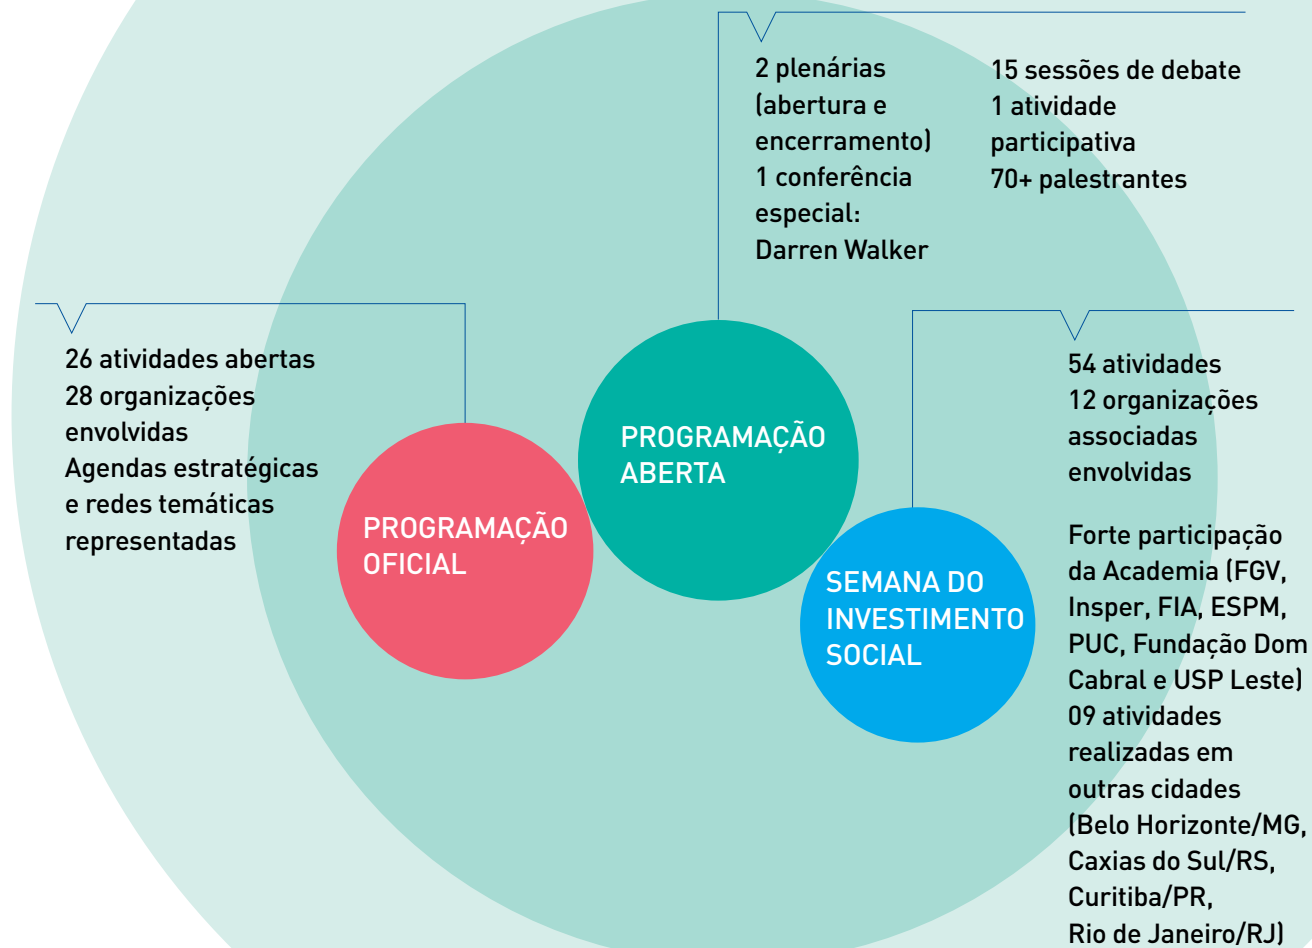 2 plenárias
(abertura e
encerramento)
1 conferência
especial:
Darren Walker
15 sessões de debate
1 atividade
participativa
70+ palestrantes
26 atividades abertas
28 organizações
envolvidas
Agendas estratégicas
e redes temáticas
representadas
PROGRAMAÇÃO
OFICIAL
PROGRAMAÇÃO
ABERTA
SEMANA DO
INVESTIMENTO
SOCIAL
54 atividades
12 organizações
associadas
envolvidas
Forte participação
da Academia (FGV,
Insper, FIA, ESPM,
PUC, Fundação Dom
Cabral e USP Leste)
09 atividades
realizadas em
outras cidades
(Belo Horizonte/MG,
Caxias do Sul/RS,
Curitiba/PR,
Rio de Janeiro/RJ)